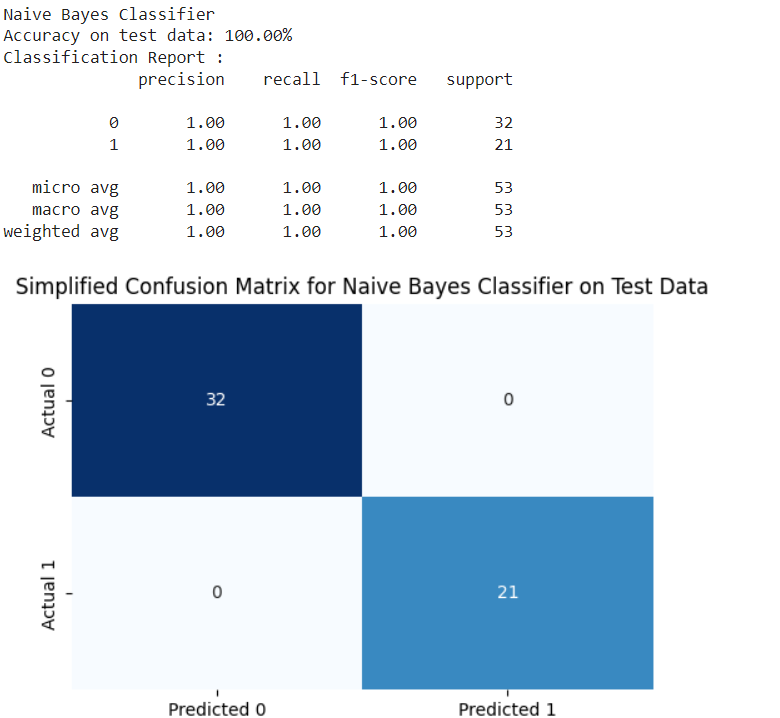 Naive Bayes Classifier
Accuracy on test data: 100.00%
Classification Report :
precision recall f1-score support
0 1.00 1.00 1.00 32
1 1.00 1.00 1.00 21
micro avg 1.00 1.00 1.00 53
macro avg 1.00 1.00 1.00 53
weighted avg 1.00 1.00 1.00 53
Simplified Confusion Matrix for Naive Bayes Classifier on Test Data
Actual 0
32 0
Actual 1
0 21
Predicted 0 Predicted 1